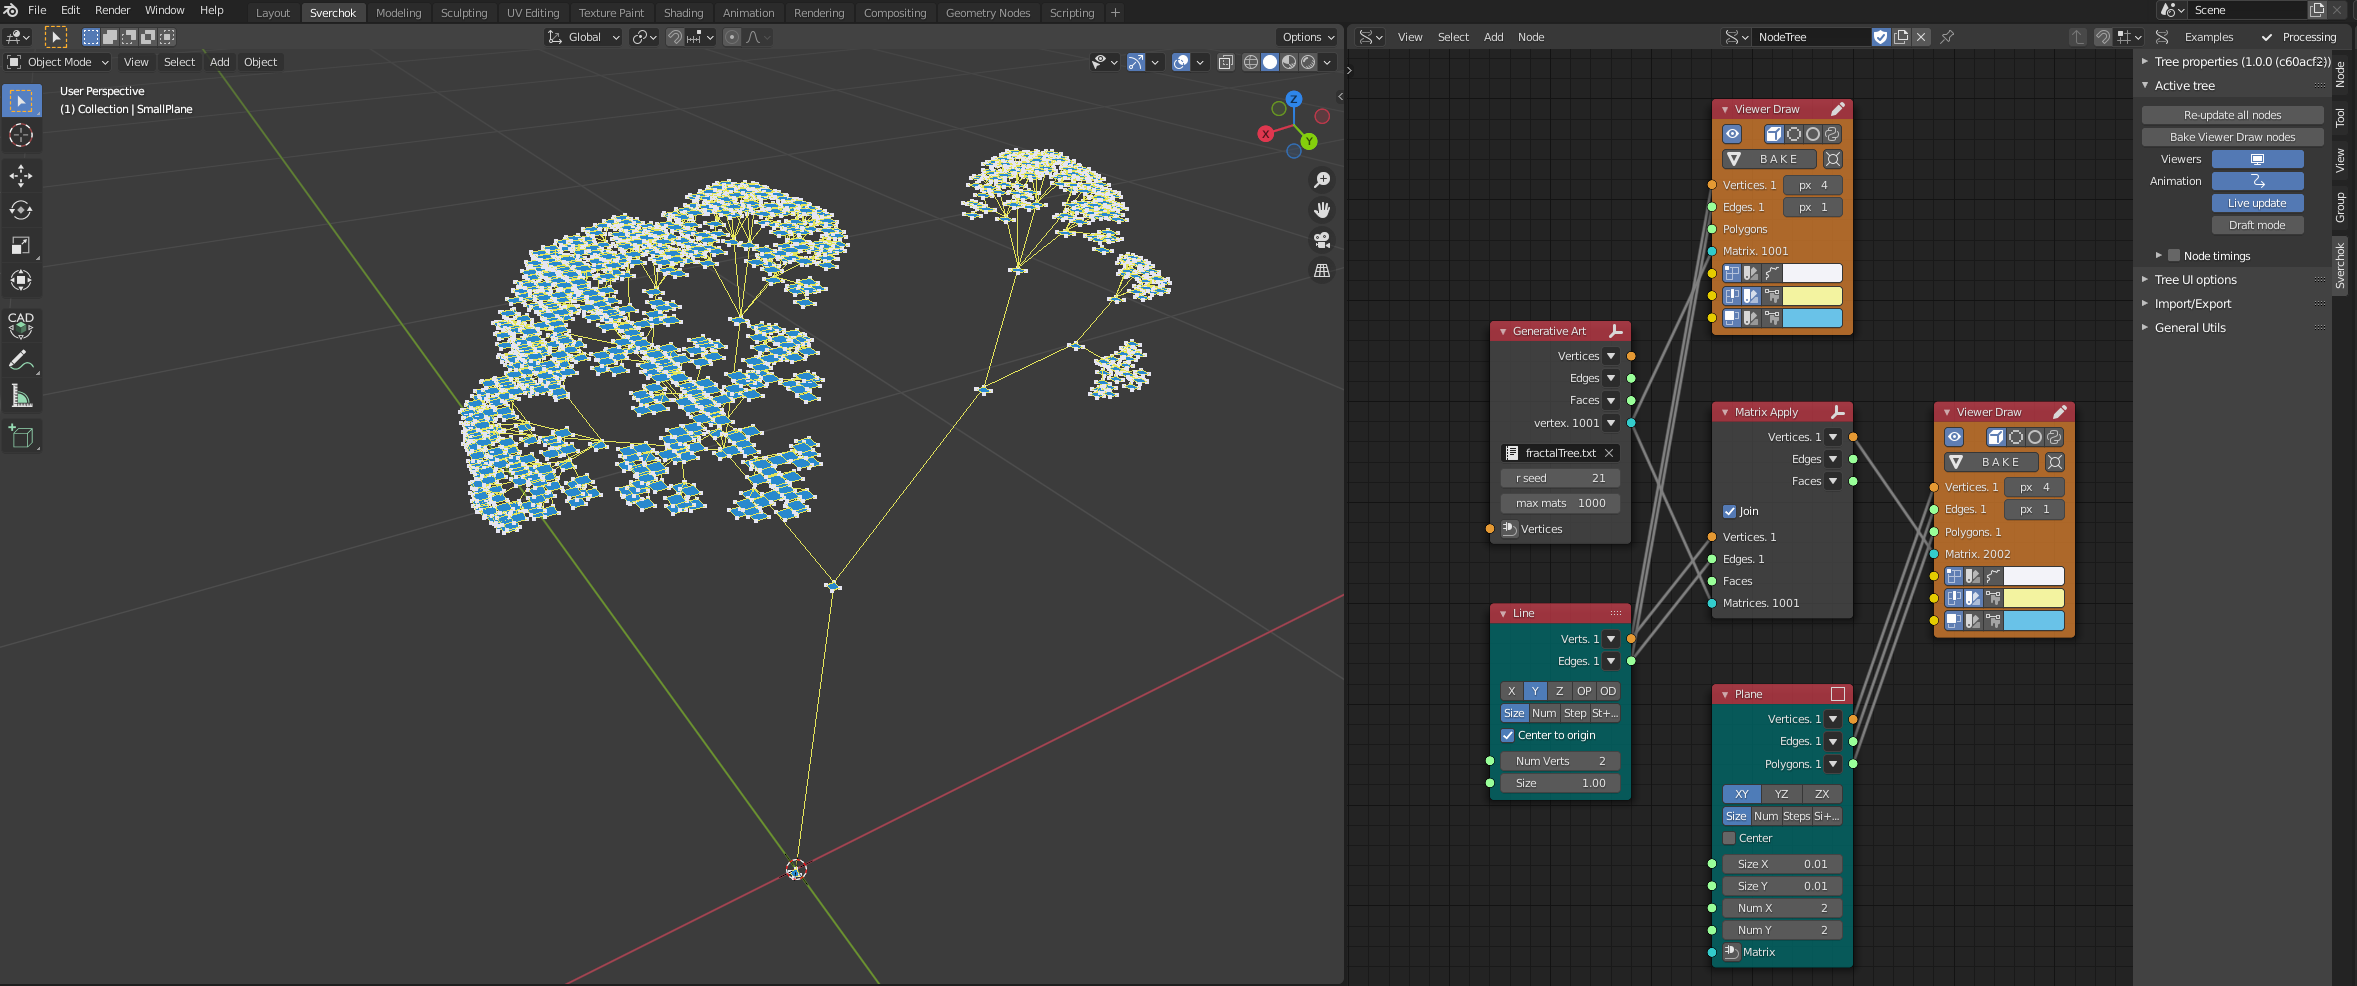 File Edit Render Window Help Layout Sverchok Modeling Sculpting UV Editing Texture Paint Shading Animation Rendering Compositing Geometry Nodes Scripting + Scene
Global Options
Object Mode View Select Add Object
User Perspective
(1) Collection | SmallPlane
Z
X
Y
CAD
View Select Add Node NodeTree Examples Processing
Viewer Draw
BAKE
Vertices. 1 px 4
Edges. 1 px 1
Polygons
Matrix. 1001
Generative Art
Vertices
Edges
Faces
vertex. 1001
fractalTree.txt
r seed 21
max mats 1000
Vertices
Line
Verts. 1
Edges. 1
X Y Z OP OD
Size Num Step St+...
Center to origin
Num Verts 2
Size 1.00
Matrix Apply
Vertices. 1
Edges
Faces
Join
Vertices. 1
Edges. 1
Faces
Matrices. 1001
Plane
Vertices. 1
Edges. 1
Polygons. 1
XY YZ ZX
Size Num Steps Si+...
Center
Size X 0.01
Size Y 0.01
Num X 2
Num Y 2
Matrix
Viewer Draw
BAKE
Vertices. 1 px 4
Edges. 1 px 1
Polygons. 1
Matrix. 2002
Tree properties (1.0.0 (c60acf2))
Active tree
Re-update all nodes
Bake Viewer Draw nodes
Viewers
Animation
Live update
Draft mode
Node timings
Tree UI options
Import/Export
General Utils
Node
Tool
View
Group
Sverchok